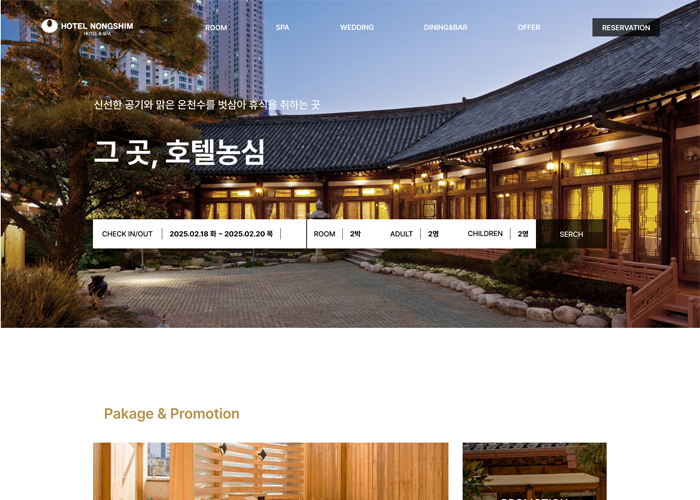 HOTEL NONGSHIM
HOTEL & SPA
ROOM SPA WEDDING DINING&BAR OFFER RESERVATION
신선한 공기와 맑은 온천수를 벗삼아 휴식을 취하는 곳
그 곳, 호텔농심
CHECK IN/OUT 2025.02.18 화 ~ 2025.02.20 목 ROOM 2박 ADULT 2명 CHILDREN 2명 SERCH
Pakage & Promotion
PROMOTION